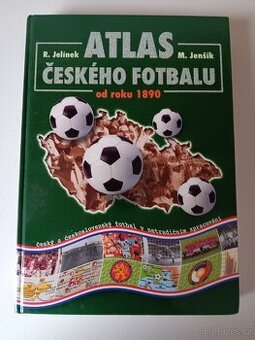 R. Jelínek ATLAS M. Jenšík
ČESKÉHO FOTBALU
od roku 1890
český a československý fotbal v netradičním zpracování